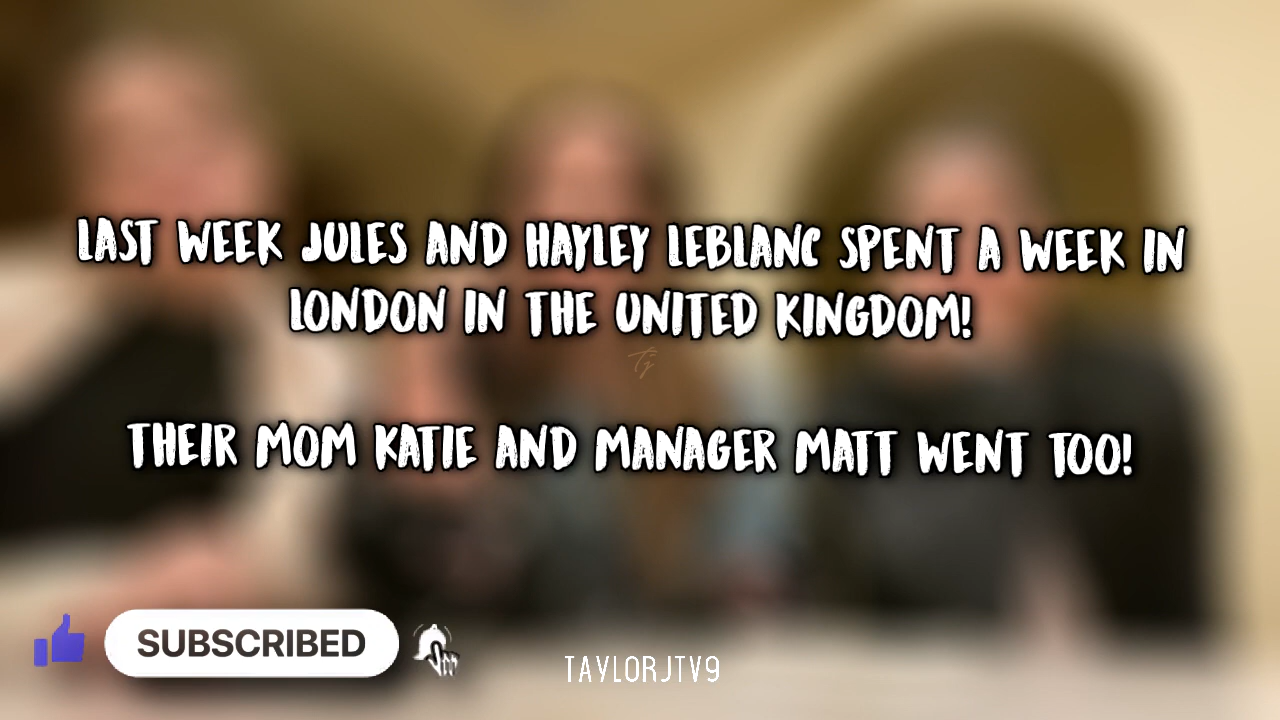 LAST WEEK JULES AND HAYLEY LEBLANC SPENT A WEEK IN
LONDON IN THE UNITED KINGDOM!
Tj
THEIR MOM KATIE AND MANAGER MATT WENT TOO!
SUBSCRIBED
TAYLORJTV9